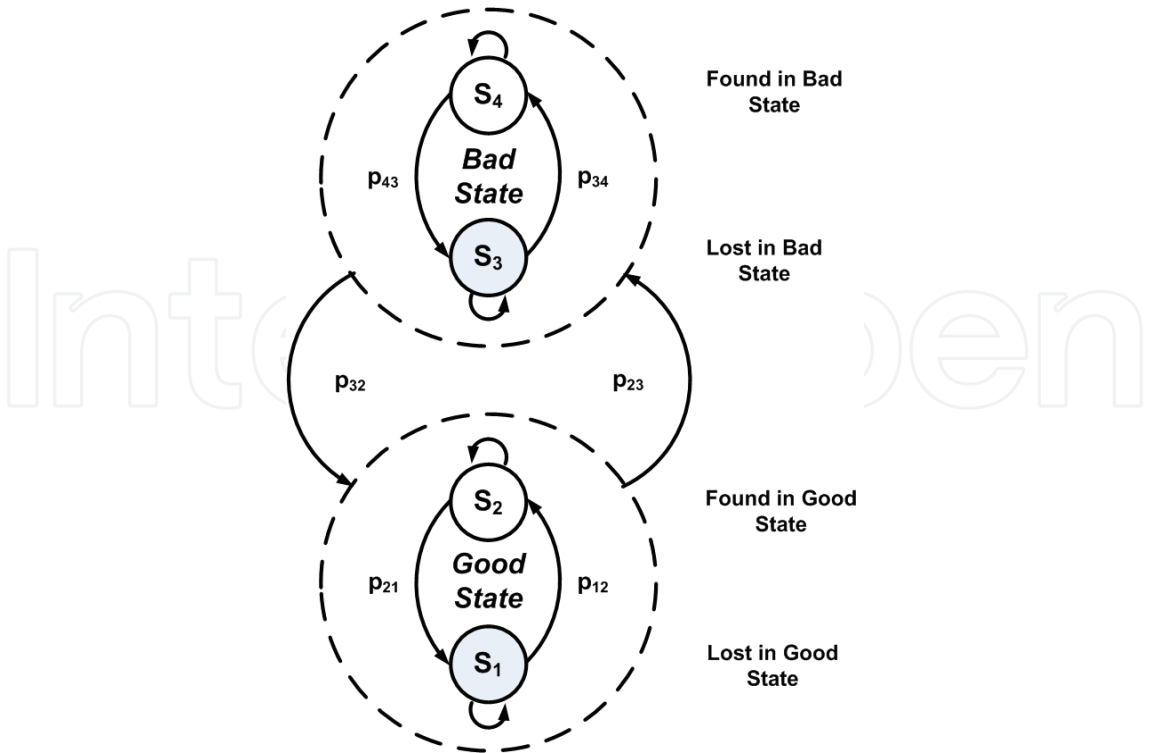 S4
Found in Bad
State
Bad
State
p43
p34
S3
Lost in Bad
State
p32
p23
S2
Found in Good
State
Good
State
p21
p12
S1
Lost in Good
State